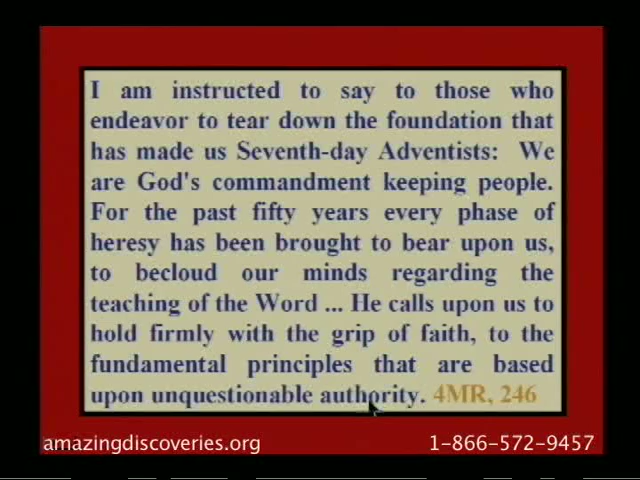 I am instructed to say to those who
endeavor to tear down the foundation that
has made us Seventh-day Adventists: We
are God's commandment keeping people.
For the past fifty years every phase of
heresy has been brought to bear upon us,
to becloud our minds regarding the
teaching of the Word ... He calls upon us to
hold firmly with the grip of faith, to the
fundamental principles that are based
upon unquestionable authority. 4MR, 246
amazingdiscoveries.org 1-866-572-9457